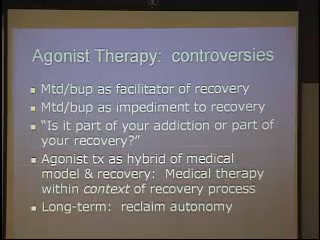 Agonist Therapy: controversies
Mtd/bup as facilitator of recovery
Mtd/bup as impediment to recovery
“Is it part of your addiction or part of
your recovery?”
Agonist tx as hybrid of medical
model & recovery: Medical therapy
within context of recovery process
Long-term: reclaim autonomy